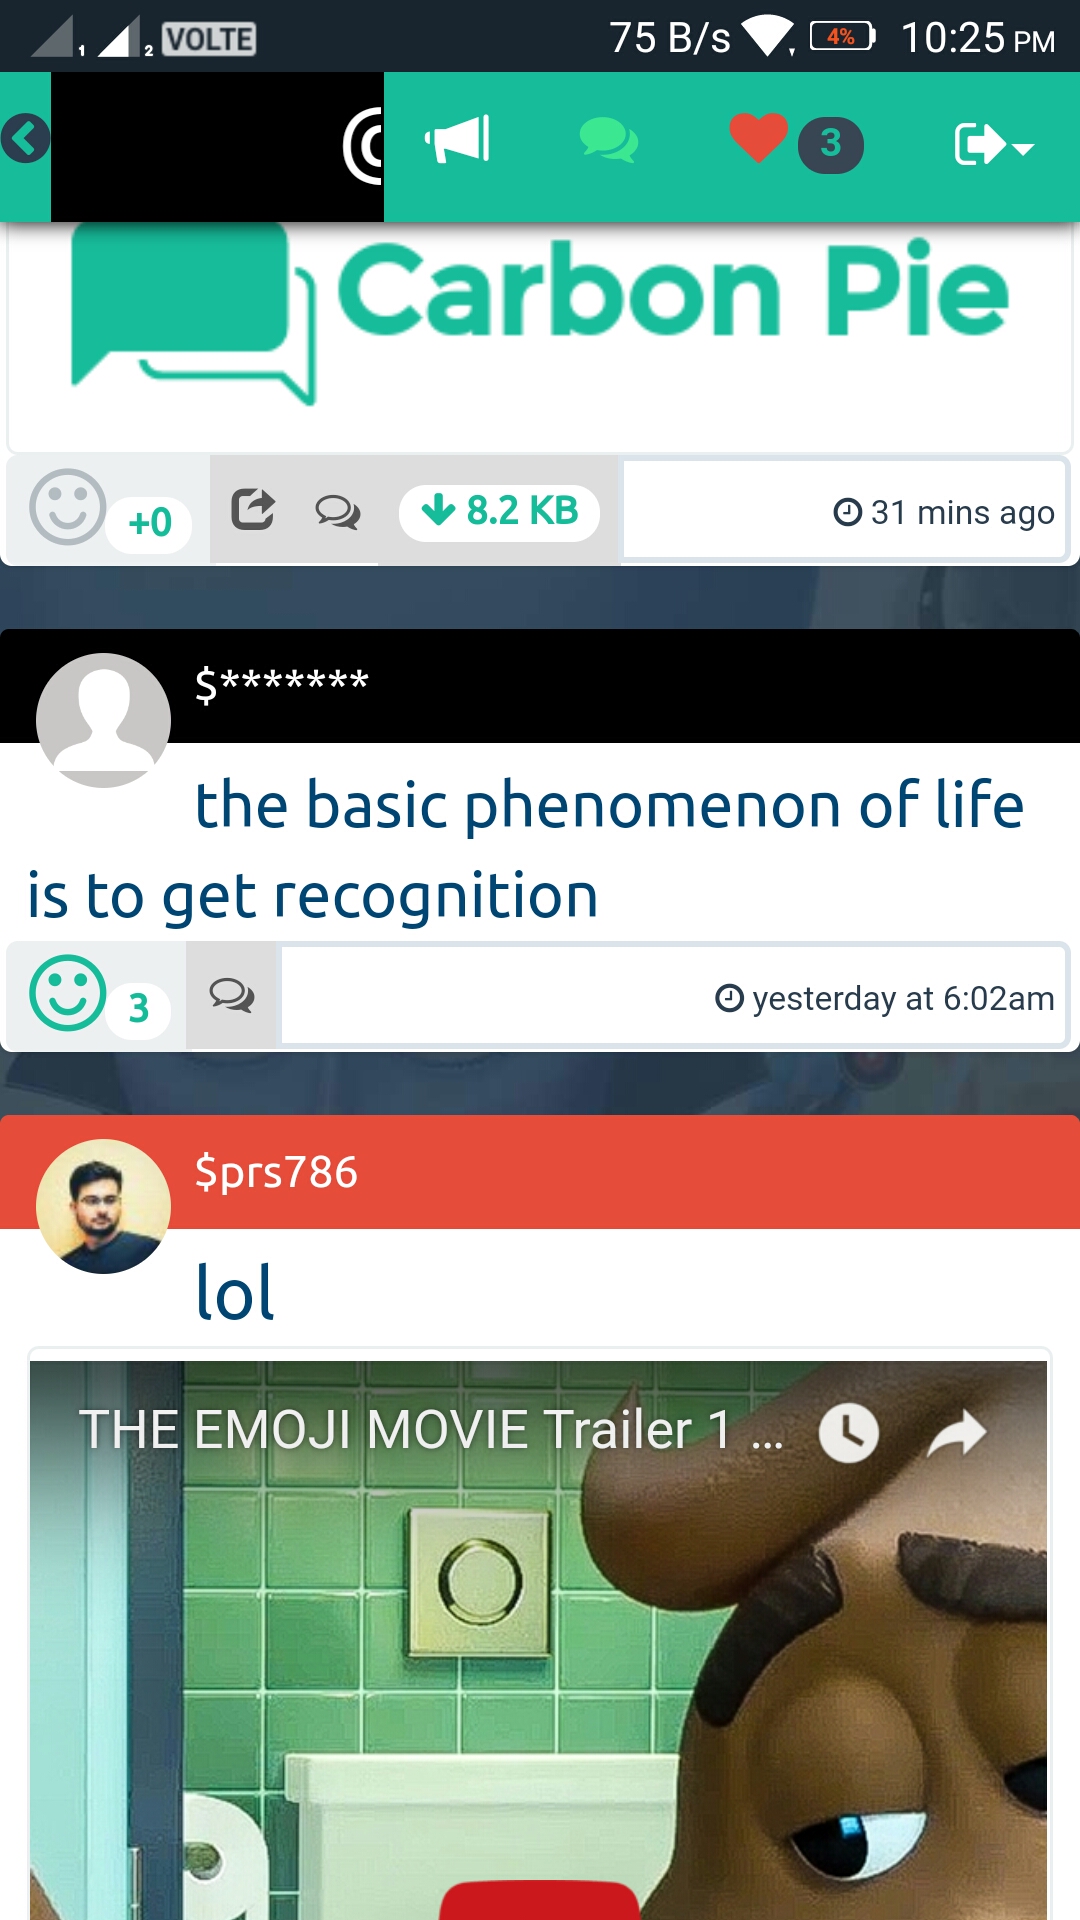 1 2 VOLTE 75 B/s 4% 10:25 PM
3
Carbon Pie
+0 8.2 KB 31 mins ago
$*******
the basic phenomenon of life
is to get recognition
3 yesterday at 6:02am
$prs786
lol
THE EMOJI MOVIE Trailer 1 ...